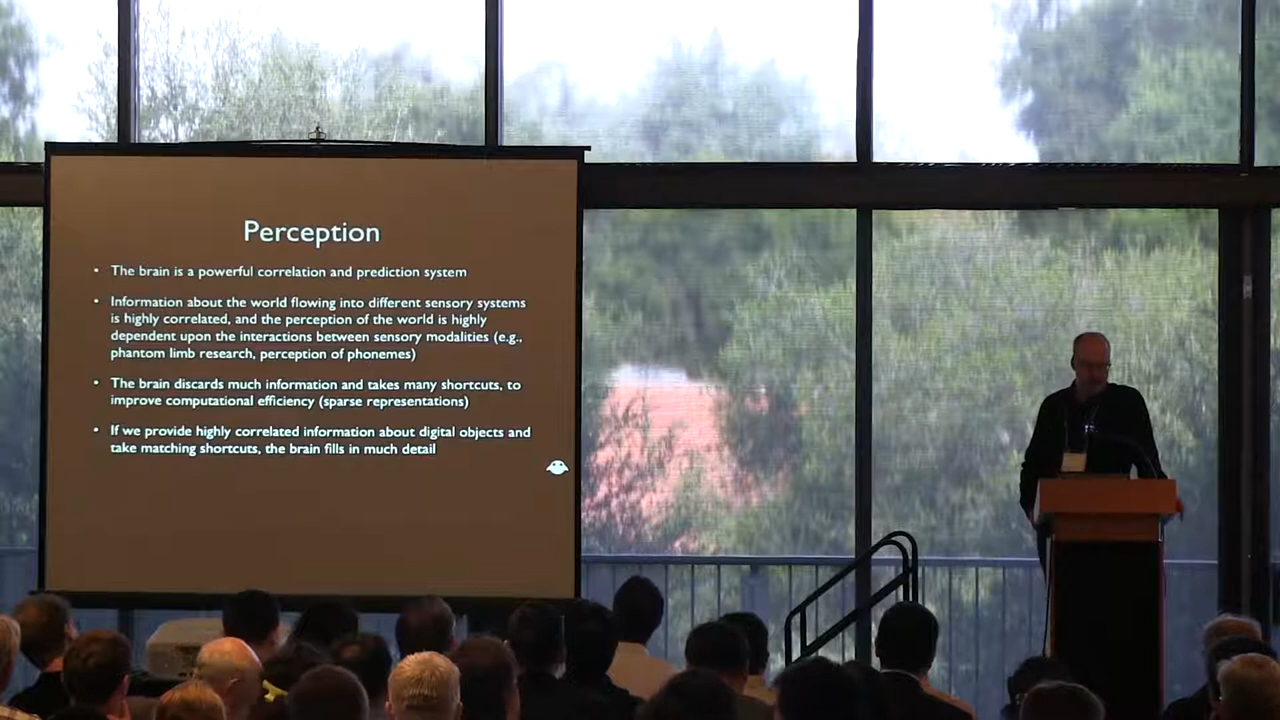 Perception
• The brain is a powerful correlation and prediction system
• Information about the world flowing into different sensory systems
is highly correlated, and the perception of the world is highly
dependent upon the interactions between sensory modalities (e.g.,
phantom limb research, perception of phonemes)
• The brain discards much information and takes many shortcuts, to
improve computational efficiency (sparse representations)
• If we provide highly correlated information about digital objects and
take matching shortcuts, the brain fills in much detail